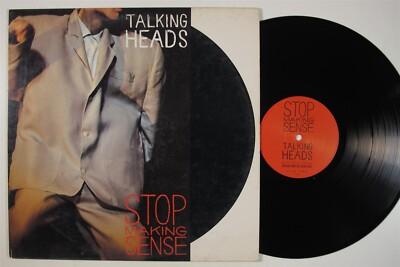 TALKING
HEADS
STOP
MAKING
SENSE
STOP
MAKING
SENSE
TALKING
HEADS